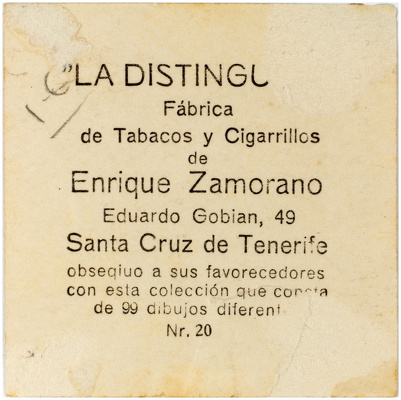 "LA DISTINGU
Fábrica
de Tabacos y Cigarrillos
de
Enrique Zamorano
Eduardo Gobian, 49
Santa Cruz de Tenerife
obseqiuo a sus favorecedores
con esta colección que consta
de 99 dibujos diferent
Nr. 20